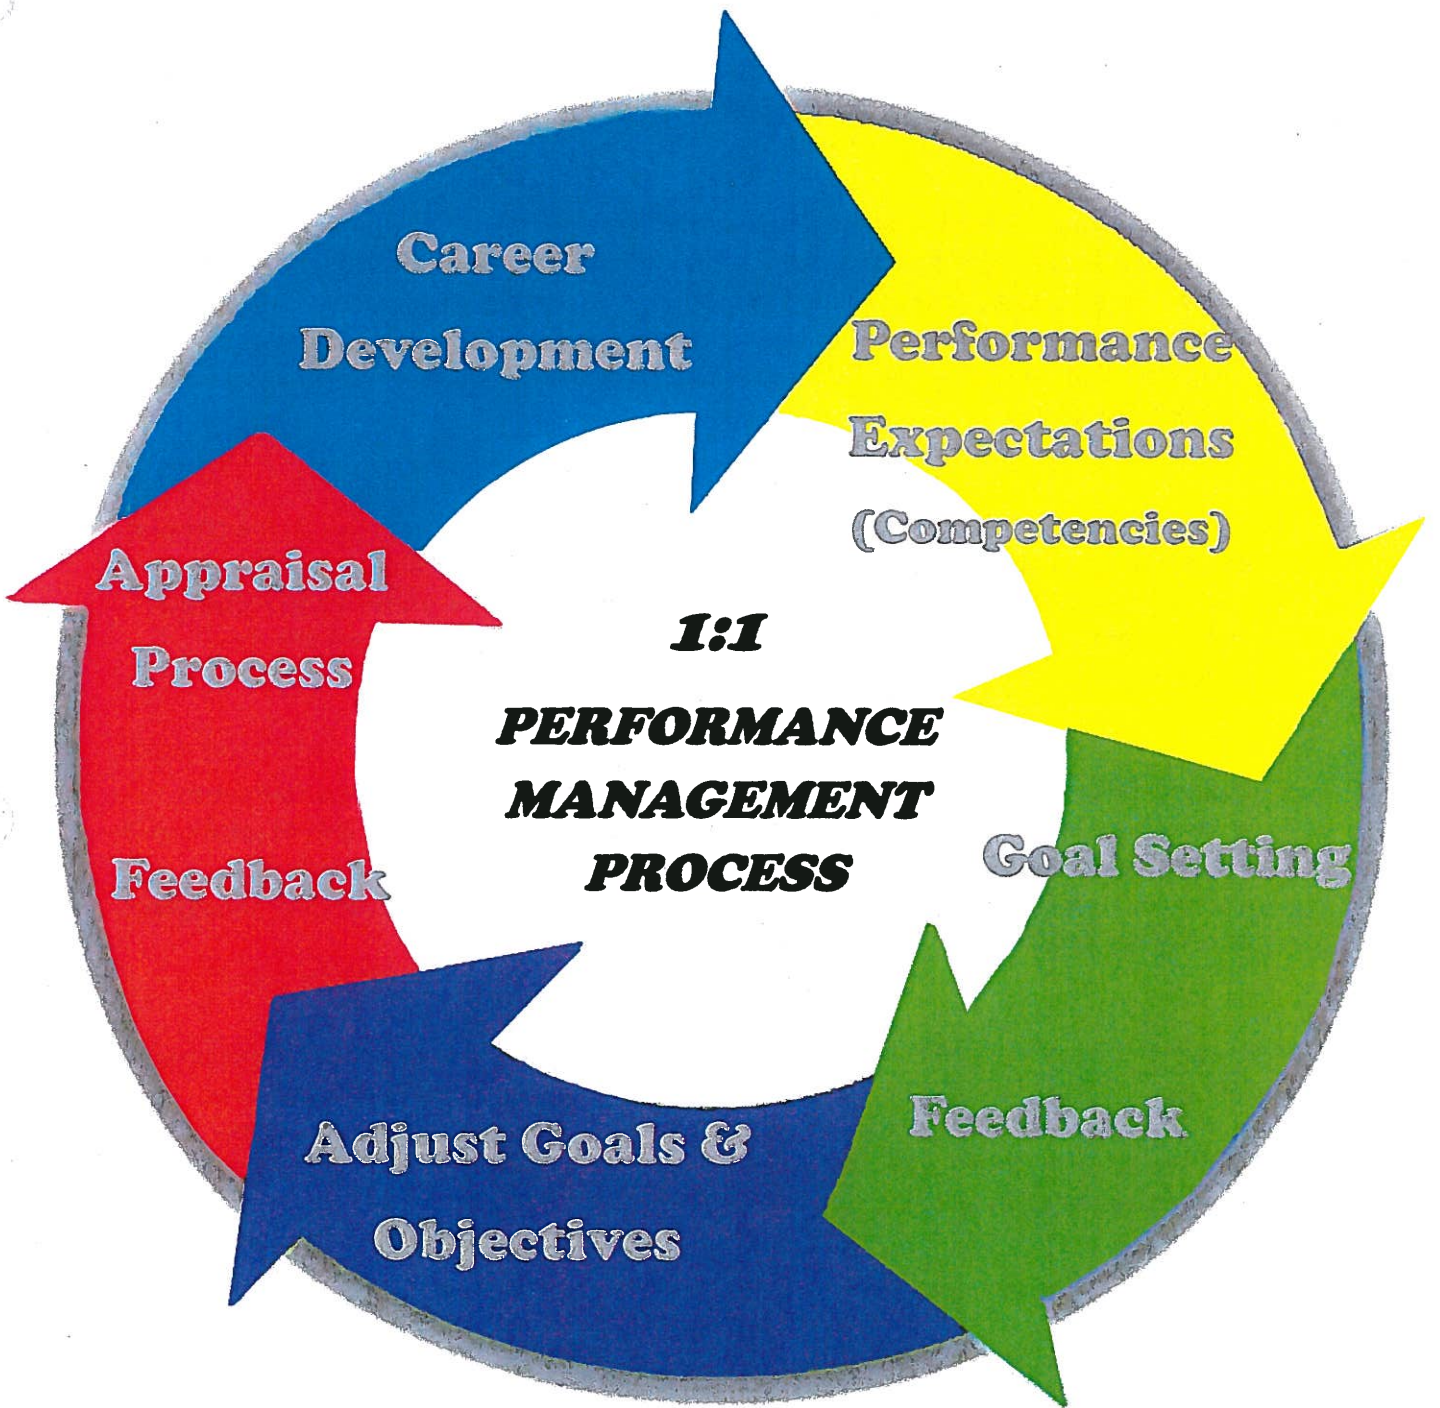 Career
Development
Performance
Expectations
(Competencies)
Goal Setting
Feedback
Adjust Goals &
Objectives
Feedback
Appraisal
Process
1:1
PERFORMANCE
MANAGEMENT
PROCESS